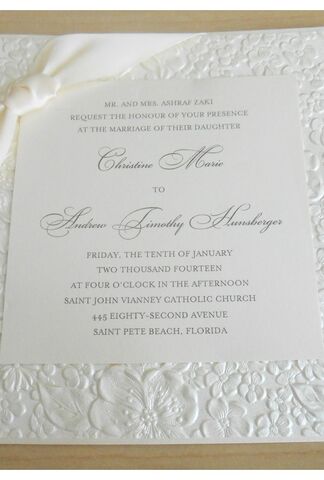 MR. AND MRS. ASHRAF ZAKI
REQUEST THE HONOUR OF YOUR PRESENCE
AT THE MARRIAGE OF THEIR DAUGHTER
Christine Marie
TO
Andrew Timothy Hunsberger
FRIDAY, THE TENTH OF JANUARY
TWO THOUSAND FOURTEEN
AT FOUR O'CLOCK IN THE AFTERNOON
SAINT JOHN VIANNEY CATHOLIC CHURCH
445 EIGHTY-SECOND AVENUE
SAINT PETE BEACH, FLORIDA